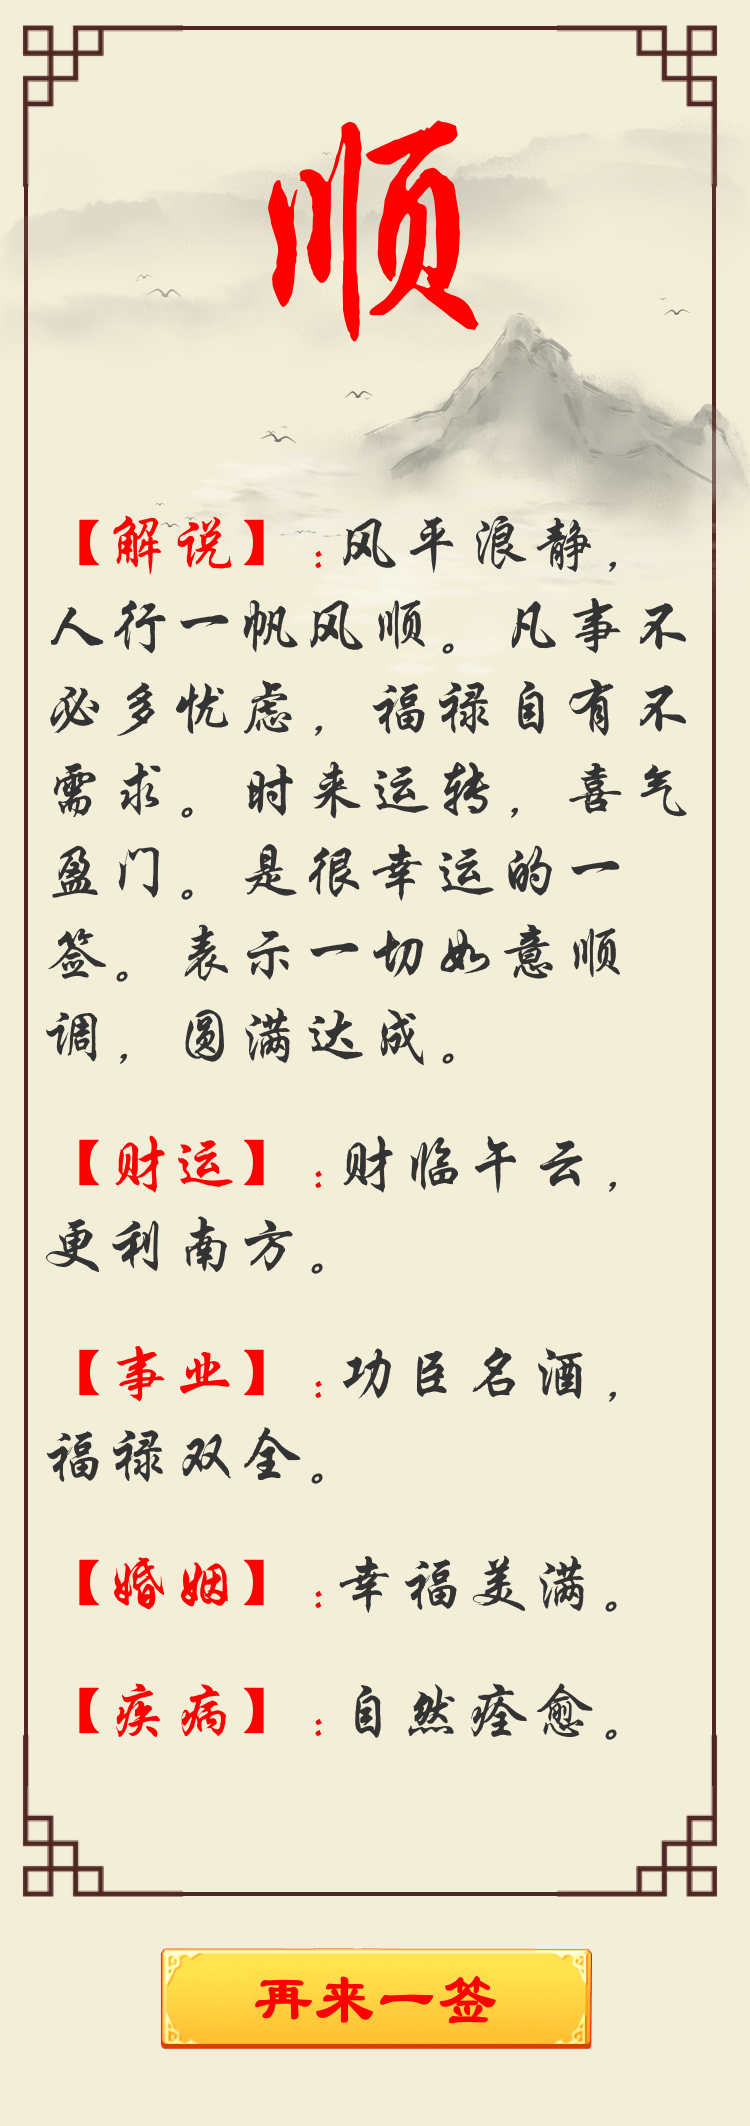 顺
【解说】：风平浪静，
人行一帆风顺。凡事不
必多忧虑，福禄自有不
需求。时来运转，喜气
盈门。是很幸运的一
签。表示一切如意顺
调，圆满达成。
【财运】：财临午云，
更利南方。
【事业】：功臣名酒，
福禄双全。
【婚姻】：幸福美满。
【疾病】：自然痊愈。
再来一签